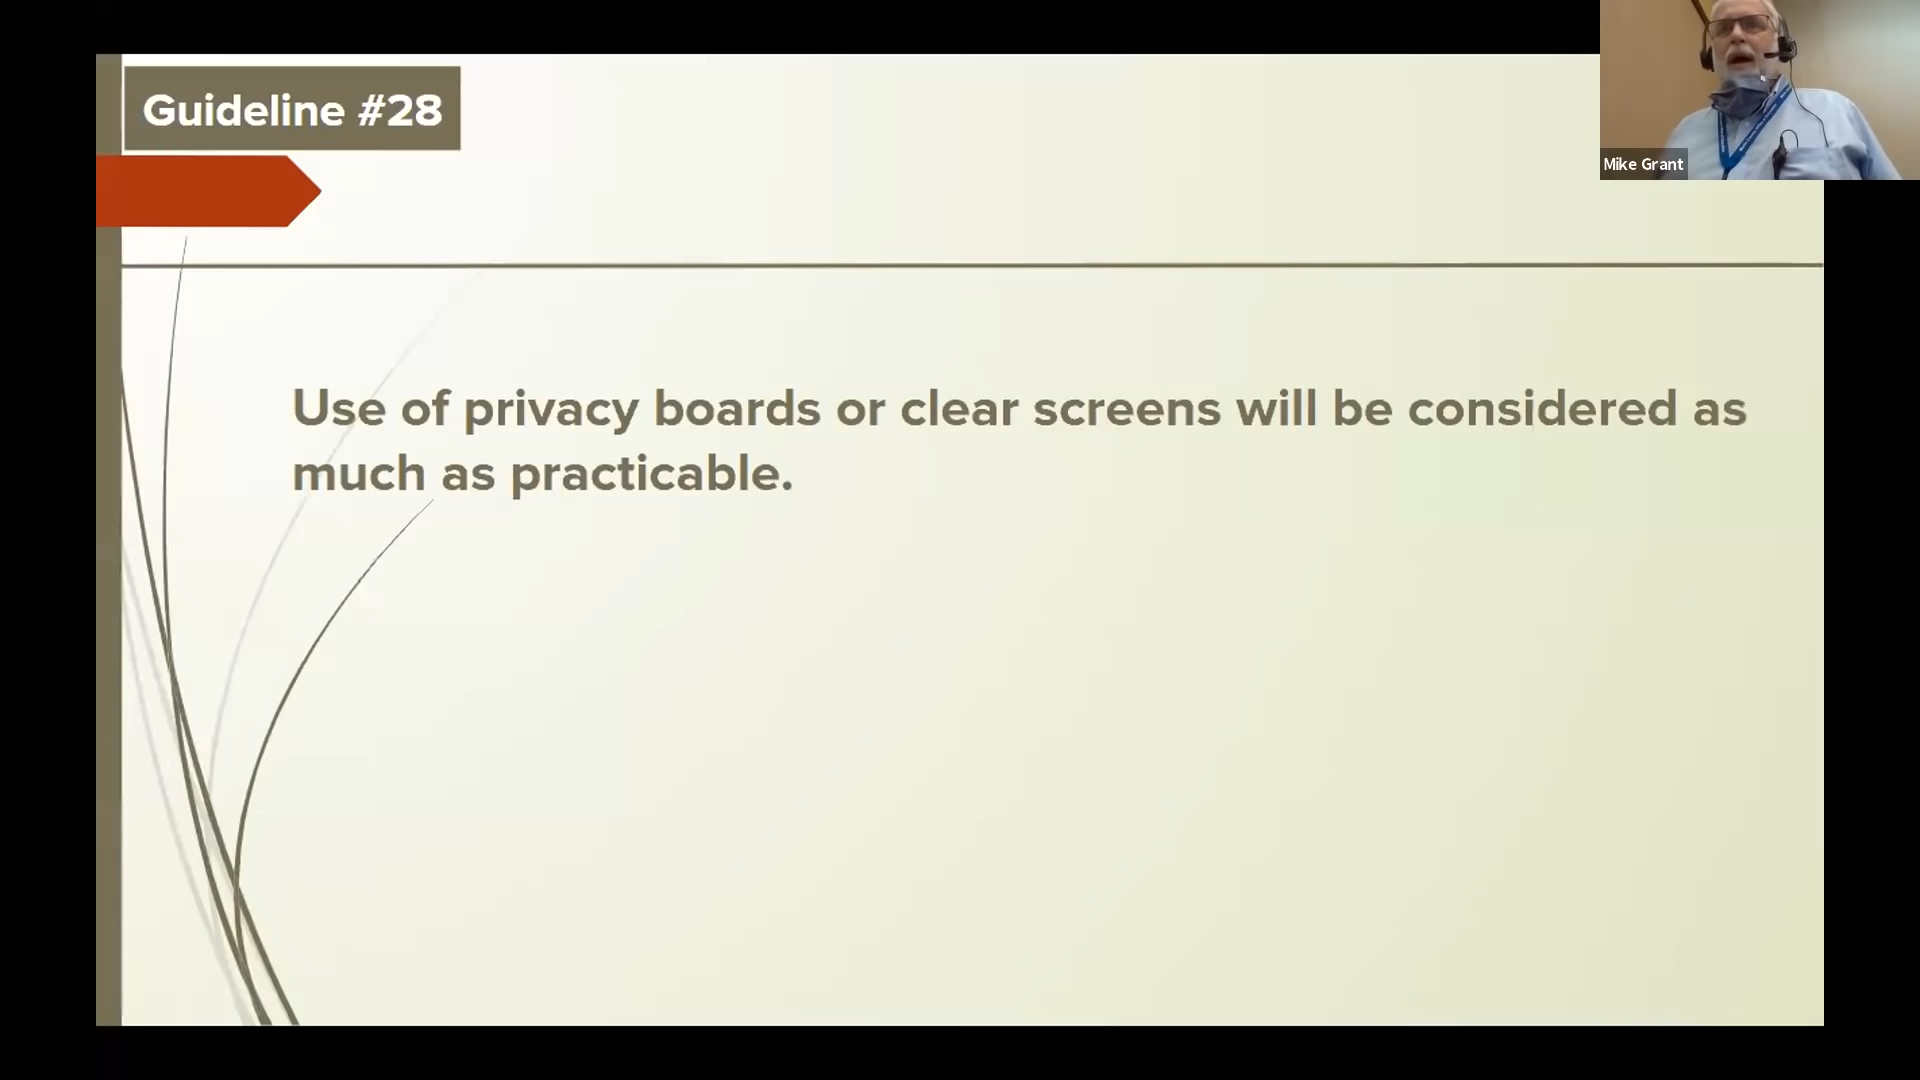 Guideline #28
Mike Grant
Use of privacy boards or clear screens will be considered as
much as practicable.